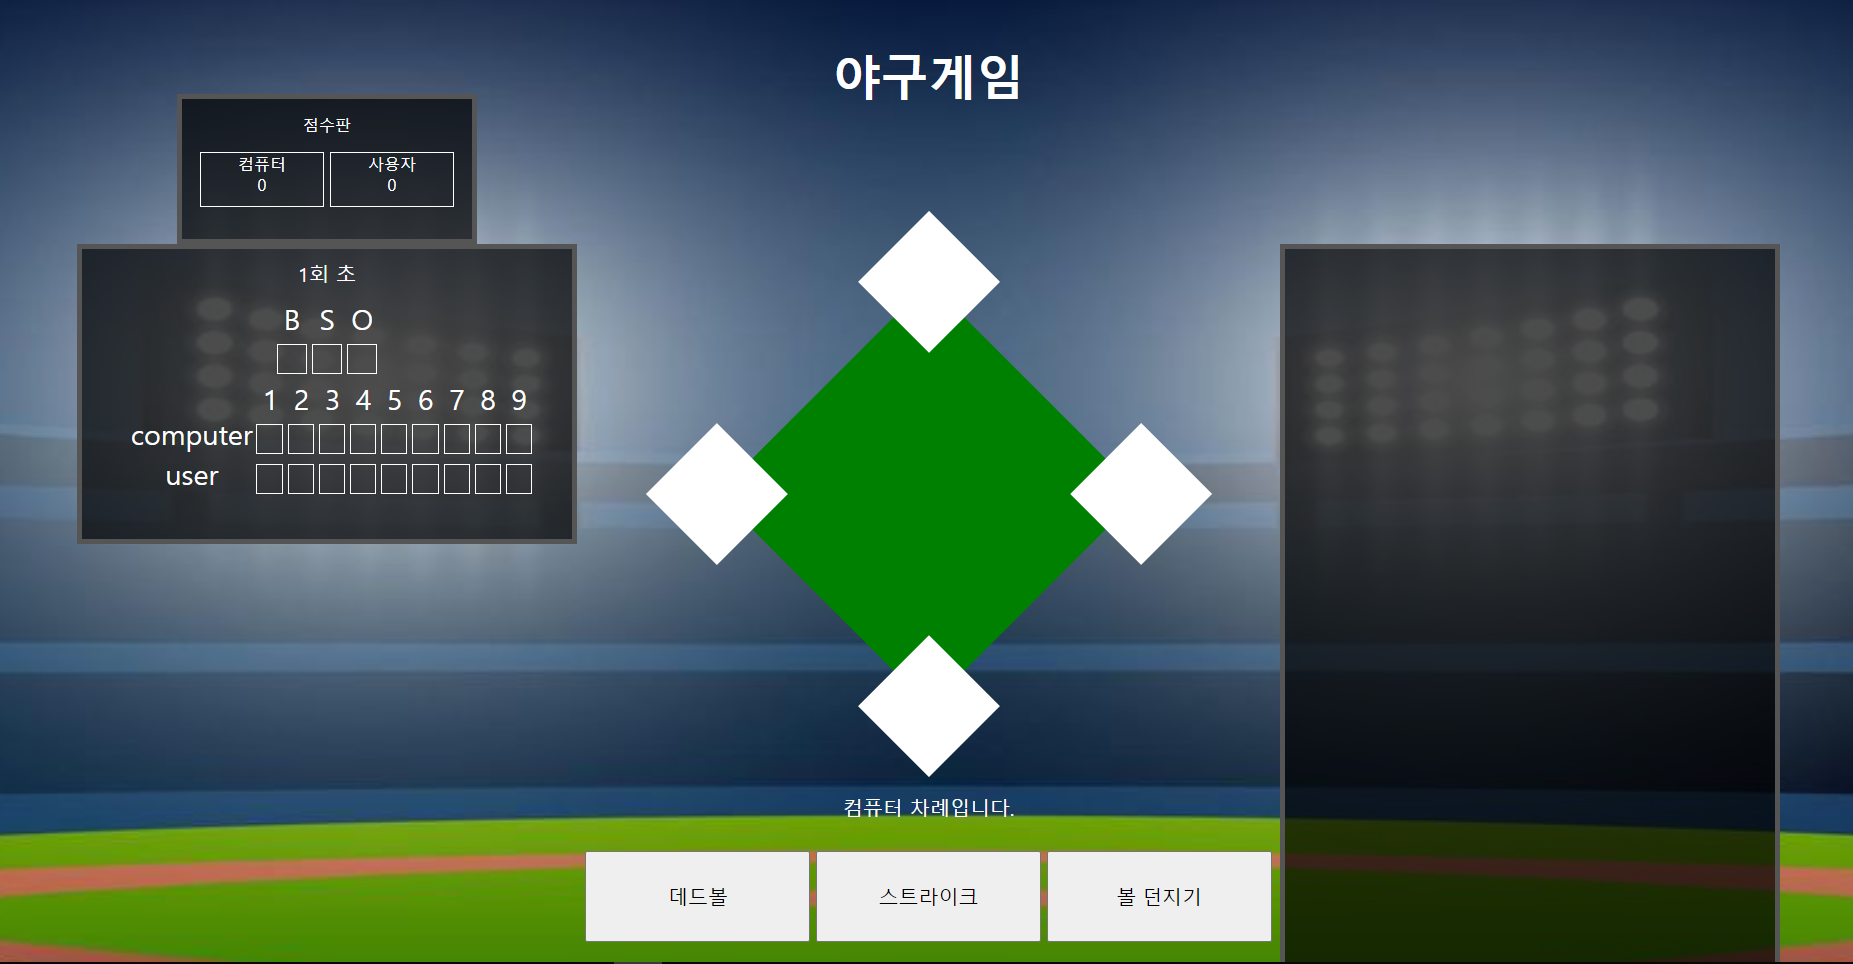 야구게임
점수판
컴퓨터 사용자
0 0
1회 초
B S O
1 2 3 4 5 6 7 8 9
computer
user
컴퓨터 차례입니다.
데드볼 스트라이크 볼 던지기